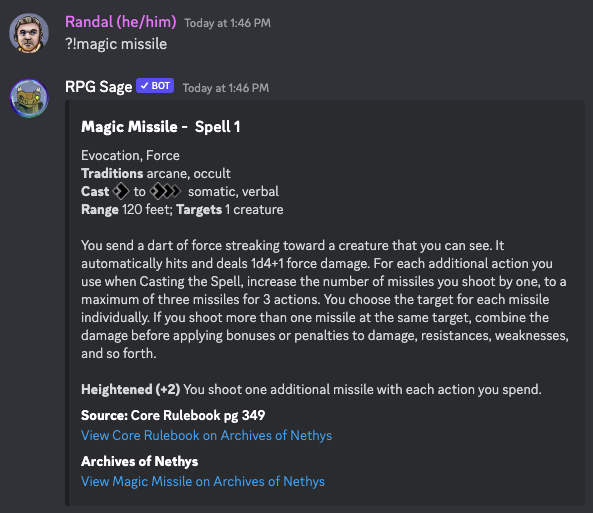 Randal (he/him) Today at 1:46 PM
?!magic missile
RPG Sage ✓ BOT Today at 1:46 PM
Magic Missile - Spell 1
Evocation, Force
Traditions arcane, occult
Cast to somatic, verbal
Range 120 feet; Targets 1 creature
You send a dart of force streaking toward a creature that you can see. It
automatically hits and deals 1d4+1 force damage. For each additional action you
use when Casting the Spell, increase the number of missiles you shoot by one, to a
maximum of three missiles for 3 actions. You choose the target for each missile
individually. If you shoot more than one missile at the same target, combine the
damage before applying bonuses or penalties to damage, resistances, weaknesses,
and so forth.
Heightened (+2) You shoot one additional missile with each action you spend.
Source: Core Rulebook pg 349
View Core Rulebook on Archives of Nethys
Archives of Nethys
View Magic Missile on Archives of Nethys